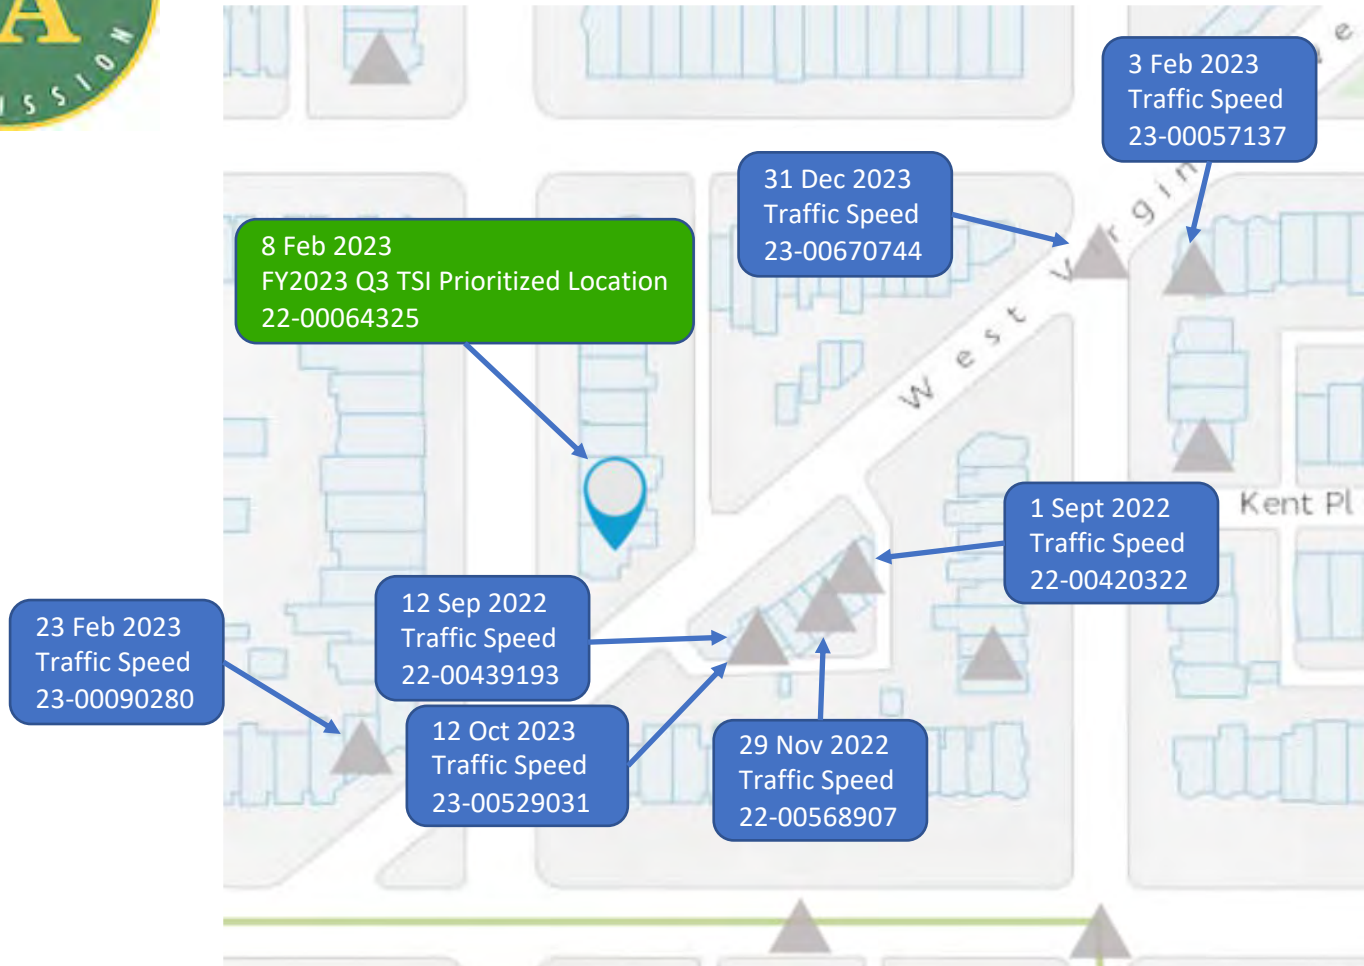 A
ISSION
3 Feb 2023
Traffic Speed
23-00057137
31 Dec 2023
Traffic Speed
23-00670744
8 Feb 2023
FY2023 Q3 TSI Prioritized Location
22-00064325
West Virgin
1 Sept 2022
Traffic Speed
22-00420322
Kent Pl
12 Sep 2022
Traffic Speed
22-00439193
23 Feb 2023
Traffic Speed
23-00090280
12 Oct 2023
Traffic Speed
23-00529031
29 Nov 2022
Traffic Speed
22-00568907